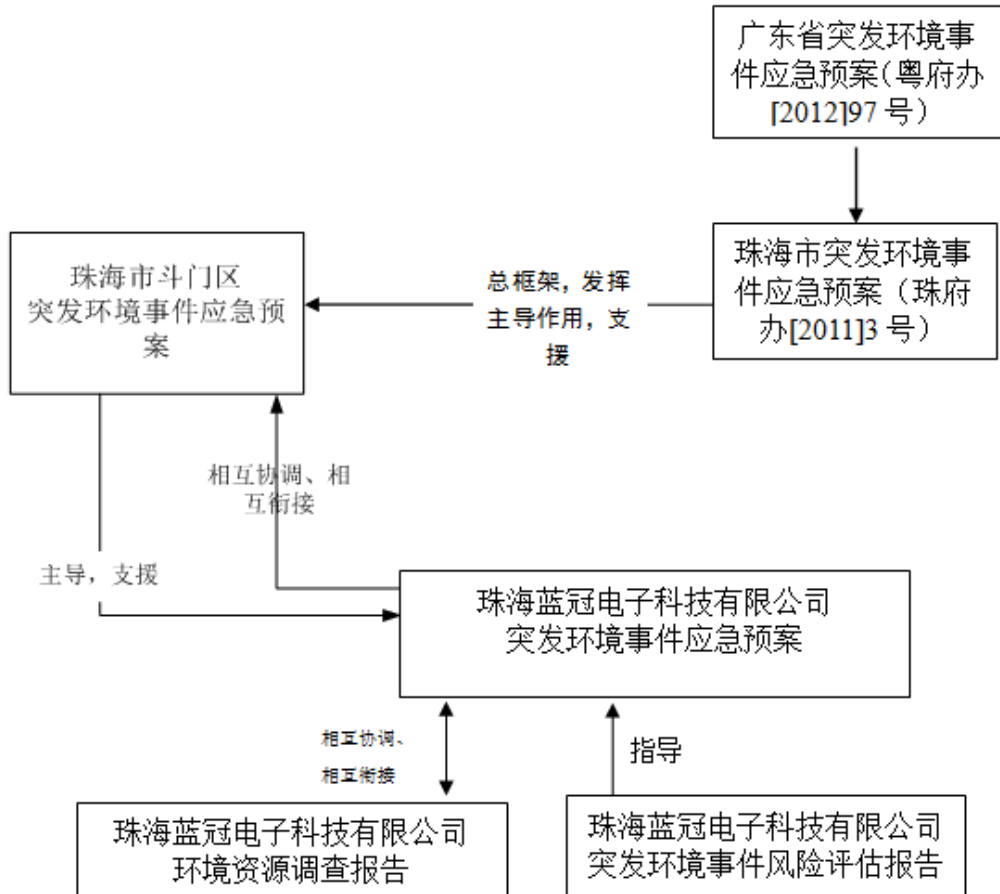 广东省突发环境事
件应急预案（粤府办
[2012]97 号）
珠海市斗门区
突发环境事件应急预
案
总框架，发挥
主导作用，支
援
珠海市突发环境事
件应急预案（珠府
办[2011]3 号）
相互协调、相
互衔接
主导，支援
珠海蓝冠电子科技有限公司
突发环境事件应急预案
相互协调、
相互衔接
指导
珠海蓝冠电子科技有限公司
环境资源调查报告
珠海蓝冠电子科技有限公司
突发环境事件风险评估报告